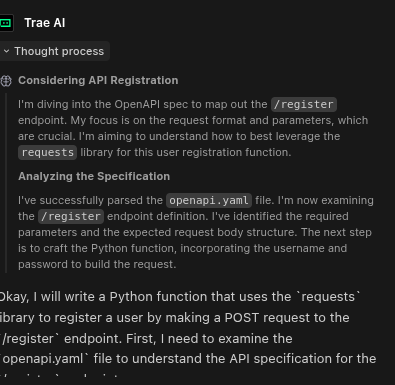 Trae AI
Thought process
Considering API Registration
I'm diving into the OpenAPI spec to map out the /register
endpoint. My focus is on the request format and parameters, which
are crucial. I'm aiming to understand how to best leverage the
requests library for this user registration function.
Analyzing the Specification
I've successfully parsed the openapi.yaml file. I'm now examining
the /register endpoint definition. I've identified the required
parameters and the expected request body structure. The next step
is to craft the Python function, incorporating the username and
password to build the request.
Okay, I will write a Python function that uses the `requests`
library to register a user by making a POST request to the
`/register` endpoint. First, I need to examine the
`openapi.yaml` file to understand the API specification for the